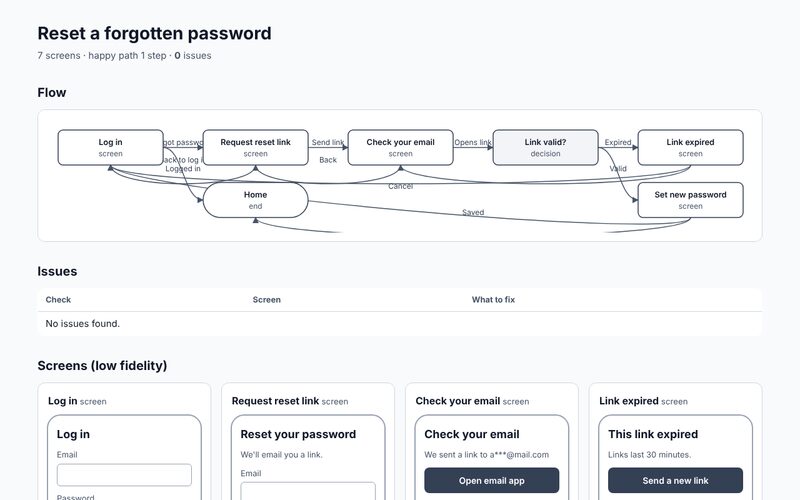 Reset a forgotten password
7 screens · happy path 1 step · 0 issues
Flow
Log in
screen
Request reset link
screen
Send link
Check your email
screen
Opens link
Link valid?
decision
Expired
Link expired
screen
Back
Logged in
Valid
Cancel
Home
end
Set new password
screen
Saved
Issues
Check Screen What to fix
No issues found.
Screens (low fidelity)
Log in screen
Log in
Email
Password
Request reset link screen
Reset your password
We'll email you a link.
Email
Check your email screen
Check your email
We sent a link to a***@mail.com
Open email app
Link expired screen
This link expired
Links last 30 minutes.
Send a new link